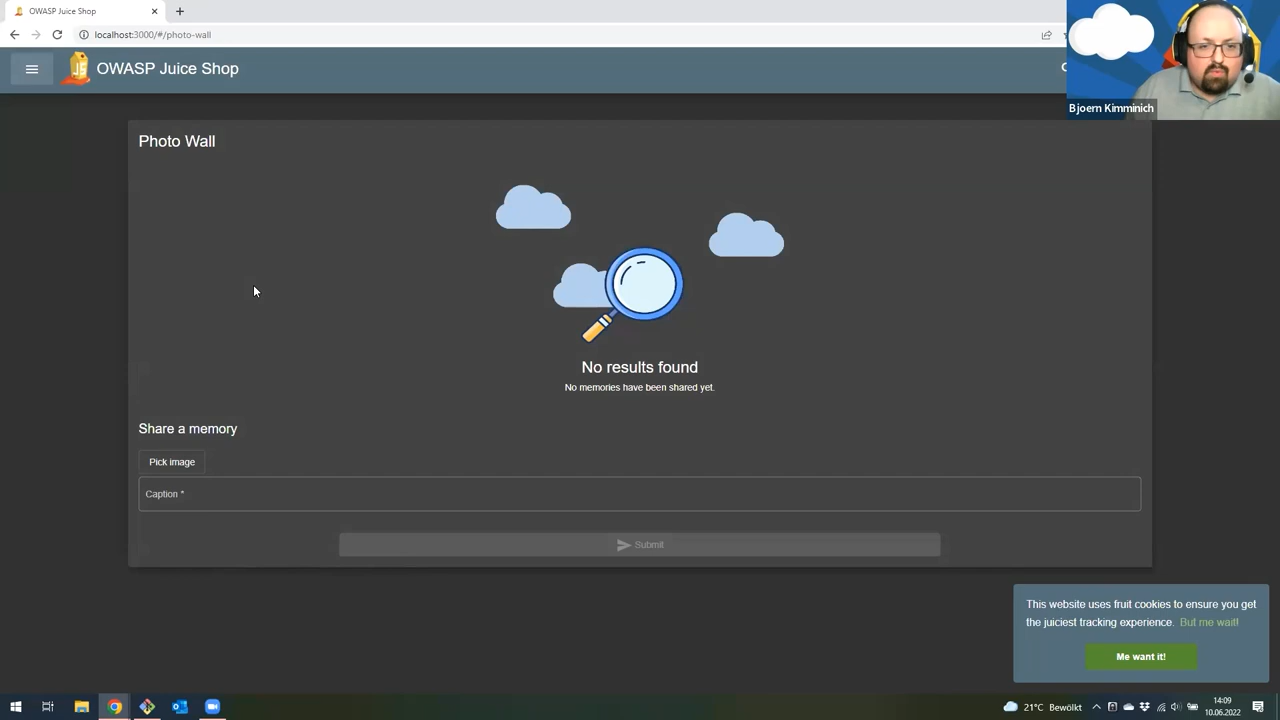 OWASP Juice Shop
localhost:3000/#/photo-wall
OWASP Juice Shop
Bjoern Kimminich
Photo Wall
No results found
No memories have been shared yet.
Share a memory
Pick image
Caption *
Submit
This website uses fruit cookies to ensure you get
the juiciest tracking experience. But me wait!
Me want it!
21°C Bewölkt
14:09
10.06.2022